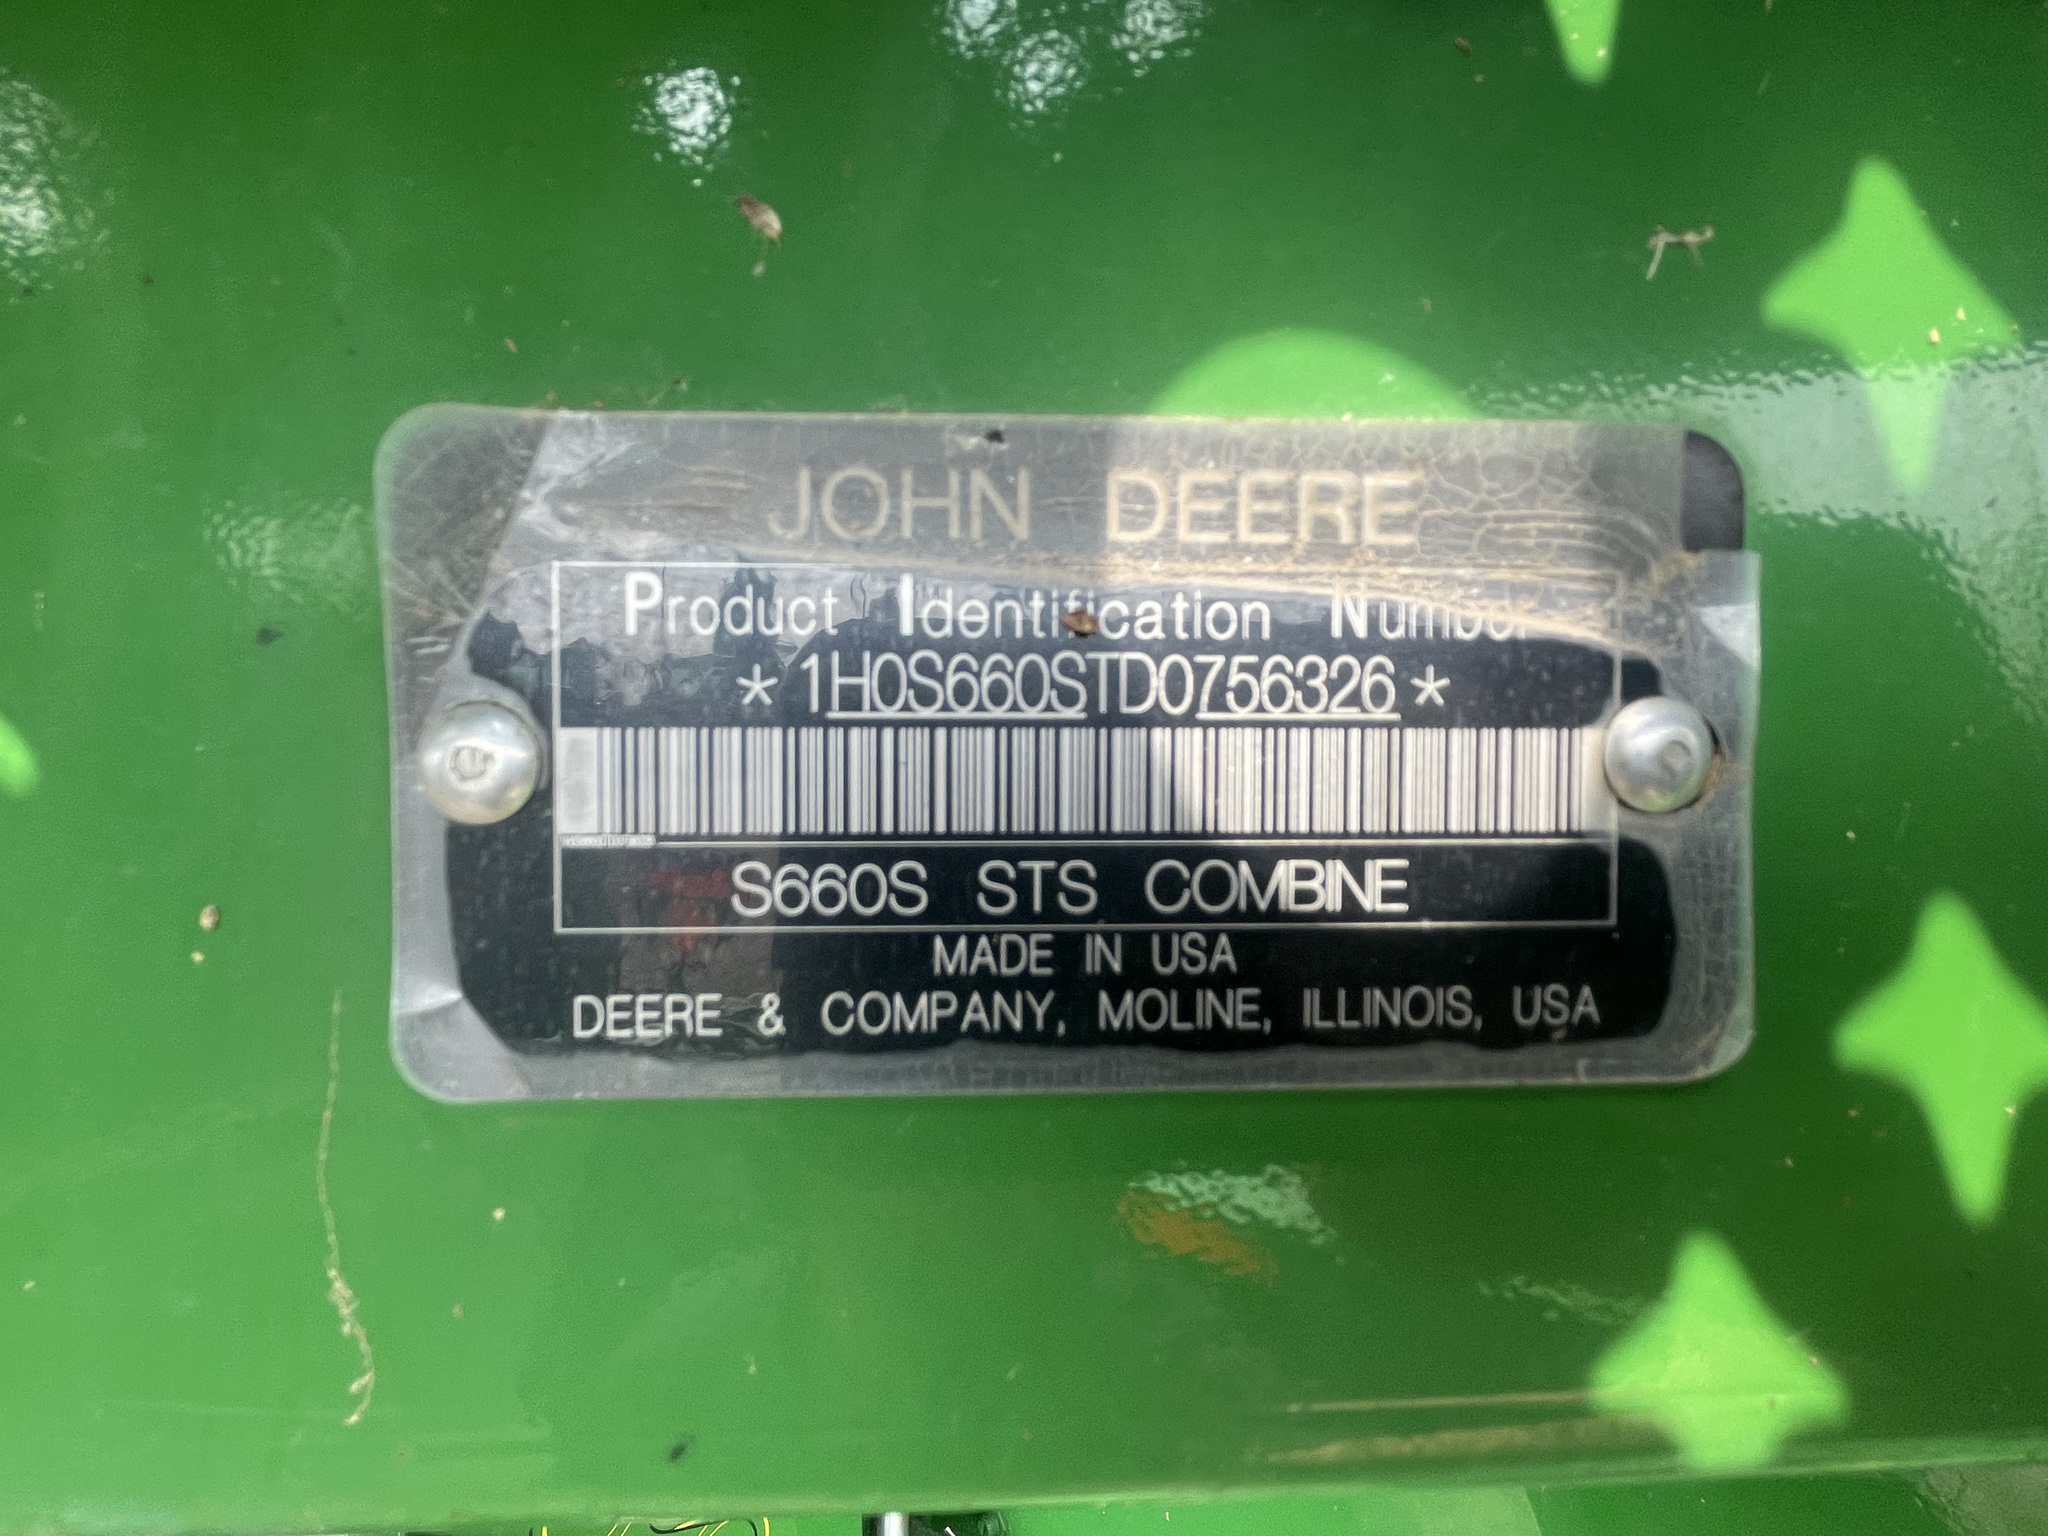 JOHN DEERE
Product Identification Number
*1H0S660STD0756326*
S660S STS COMBINE
MADE IN USA
DEERE & COMPANY, MOLINE, ILLINOIS, USA